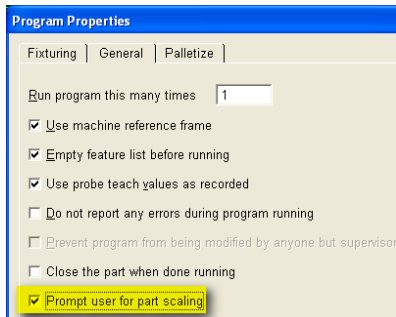 Program Properties
Fixturing General Palletize
Run program this many times 1
Use machine reference frame
Empty feature list before running
Use probe teach values as recorded
Do not report any errors during program running
Prevent program from being modified by anyone but supervisor
Close the part when done running
Prompt user for part scaling